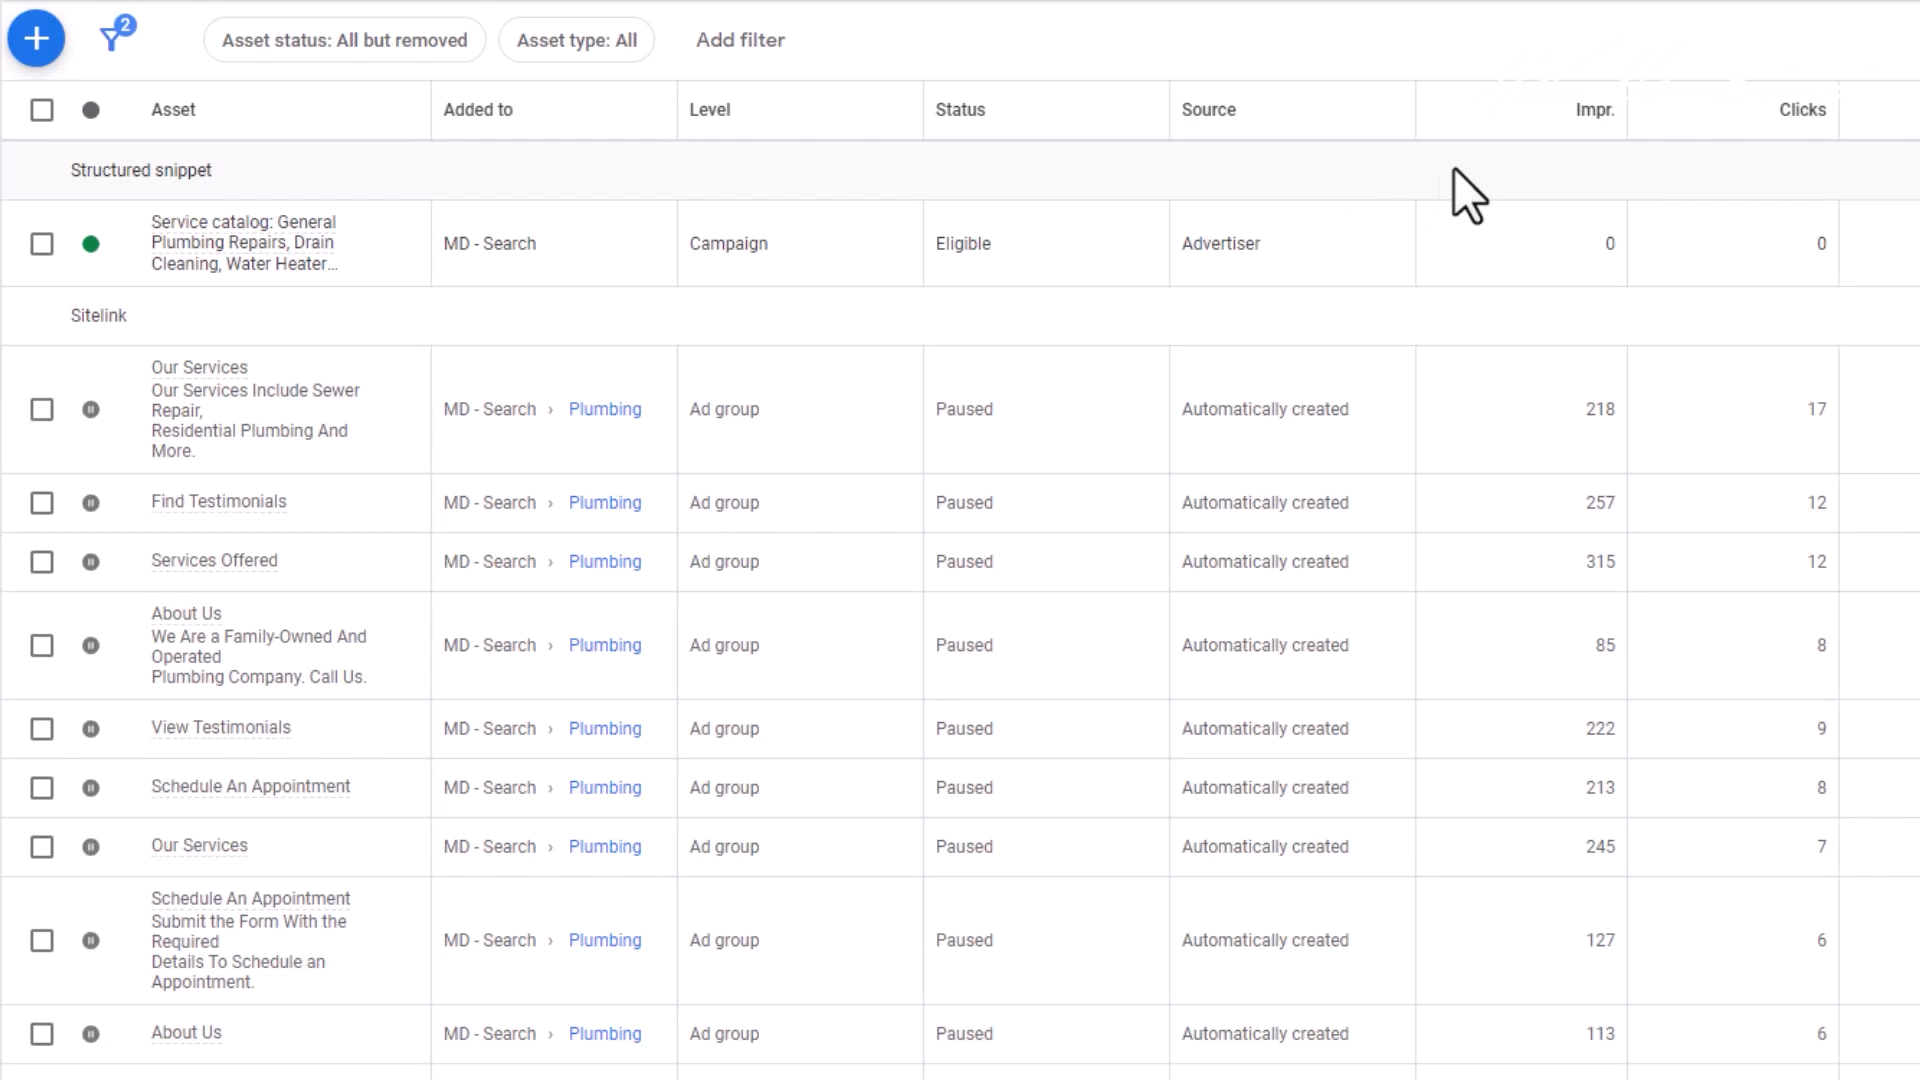 2
Asset status: All but removed
Asset type: All
Add filter
Asset Added to Level Status Source Impr. Clicks
Structured snippet
Service catalog: General
Plumbing Repairs, Drain
Cleaning, Water Heater...
MD - Search Campaign Eligible Advertiser 0 0
Sitelink
Our Services
Our Services Include Sewer
Repair,
Residential Plumbing And
More.
MD - Search › Plumbing Ad group Paused Automatically created 218 17
Find Testimonials MD - Search › Plumbing Ad group Paused Automatically created 257 12
Services Offered MD - Search › Plumbing Ad group Paused Automatically created 315 12
About Us
We Are a Family-Owned And
Operated
Plumbing Company. Call Us.
MD - Search › Plumbing Ad group Paused Automatically created 85 8
View Testimonials MD - Search › Plumbing Ad group Paused Automatically created 222 9
Schedule An Appointment MD - Search › Plumbing Ad group Paused Automatically created 213 8
Our Services MD - Search › Plumbing Ad group Paused Automatically created 245 7
Schedule An Appointment
Submit the Form With the
Required
Details To Schedule an
Appointment.
MD - Search › Plumbing Ad group Paused Automatically created 127 6
About Us MD - Search › Plumbing Ad group Paused Automatically created 113 6